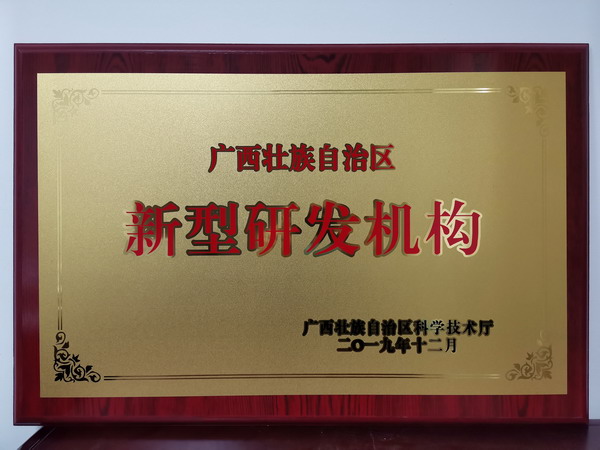 广西壮族自治区
新型研发机构
广西壮族自治区科学技术厅
二〇一九年十二月